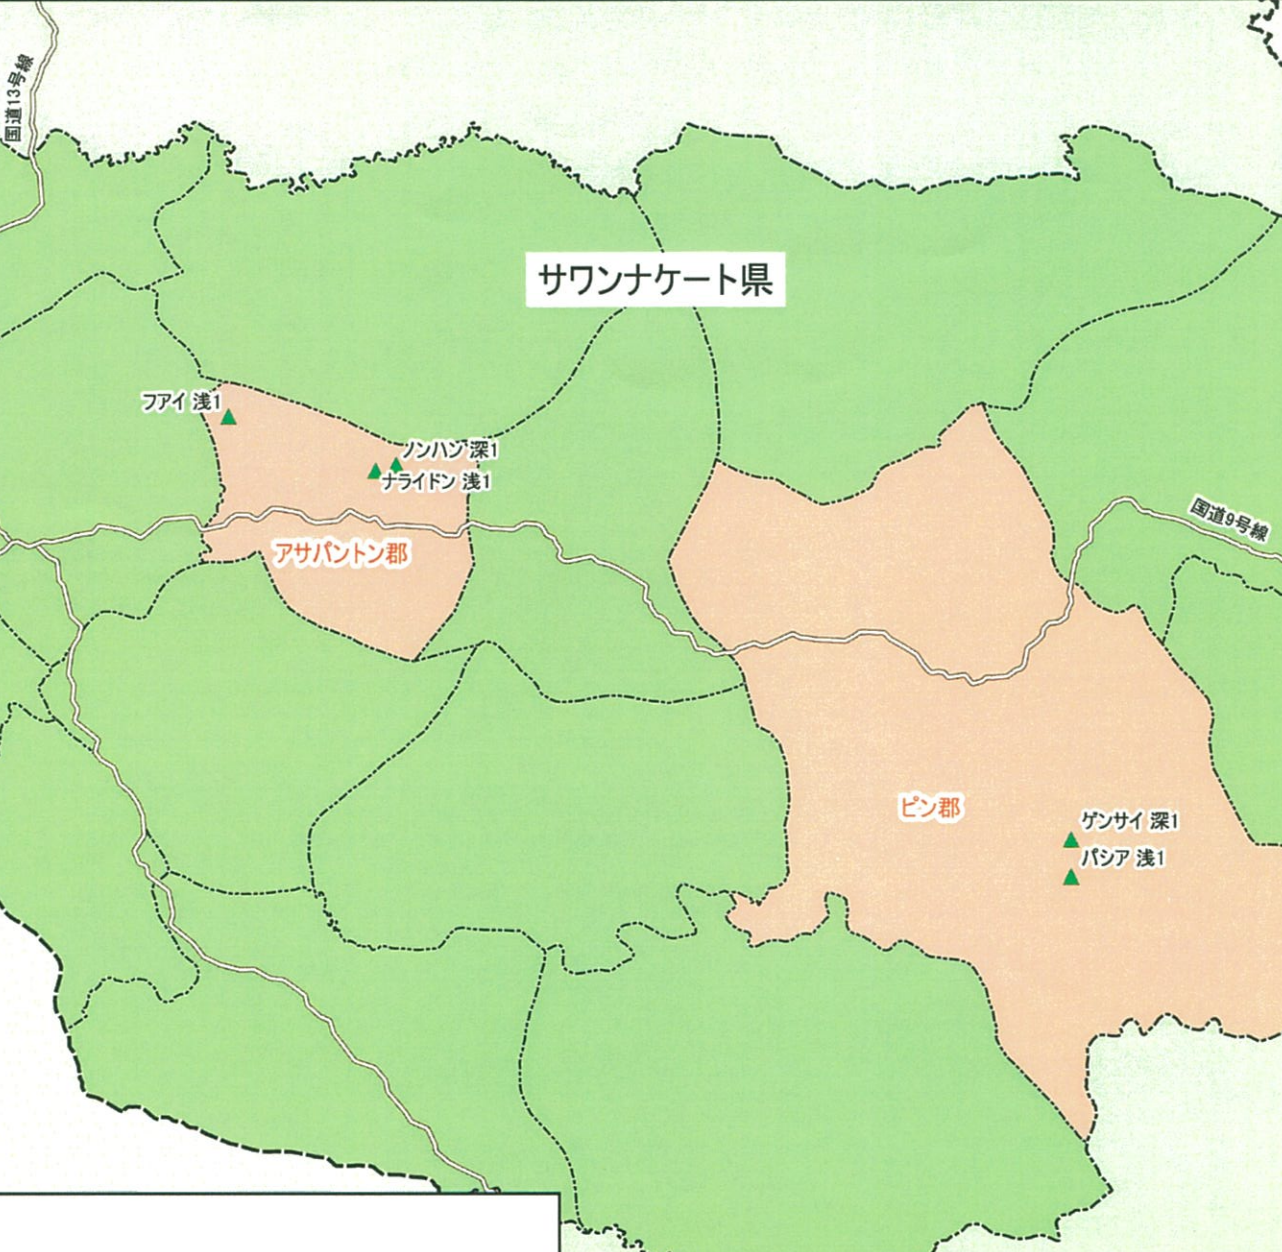 国道13号線
サワンナケート県
フアイ 浅1
ノンハン 深1
ナライドン 浅1
国道9号線
アサパントン郡
ピン郡
ゲンサイ 深1
パシア 浅1